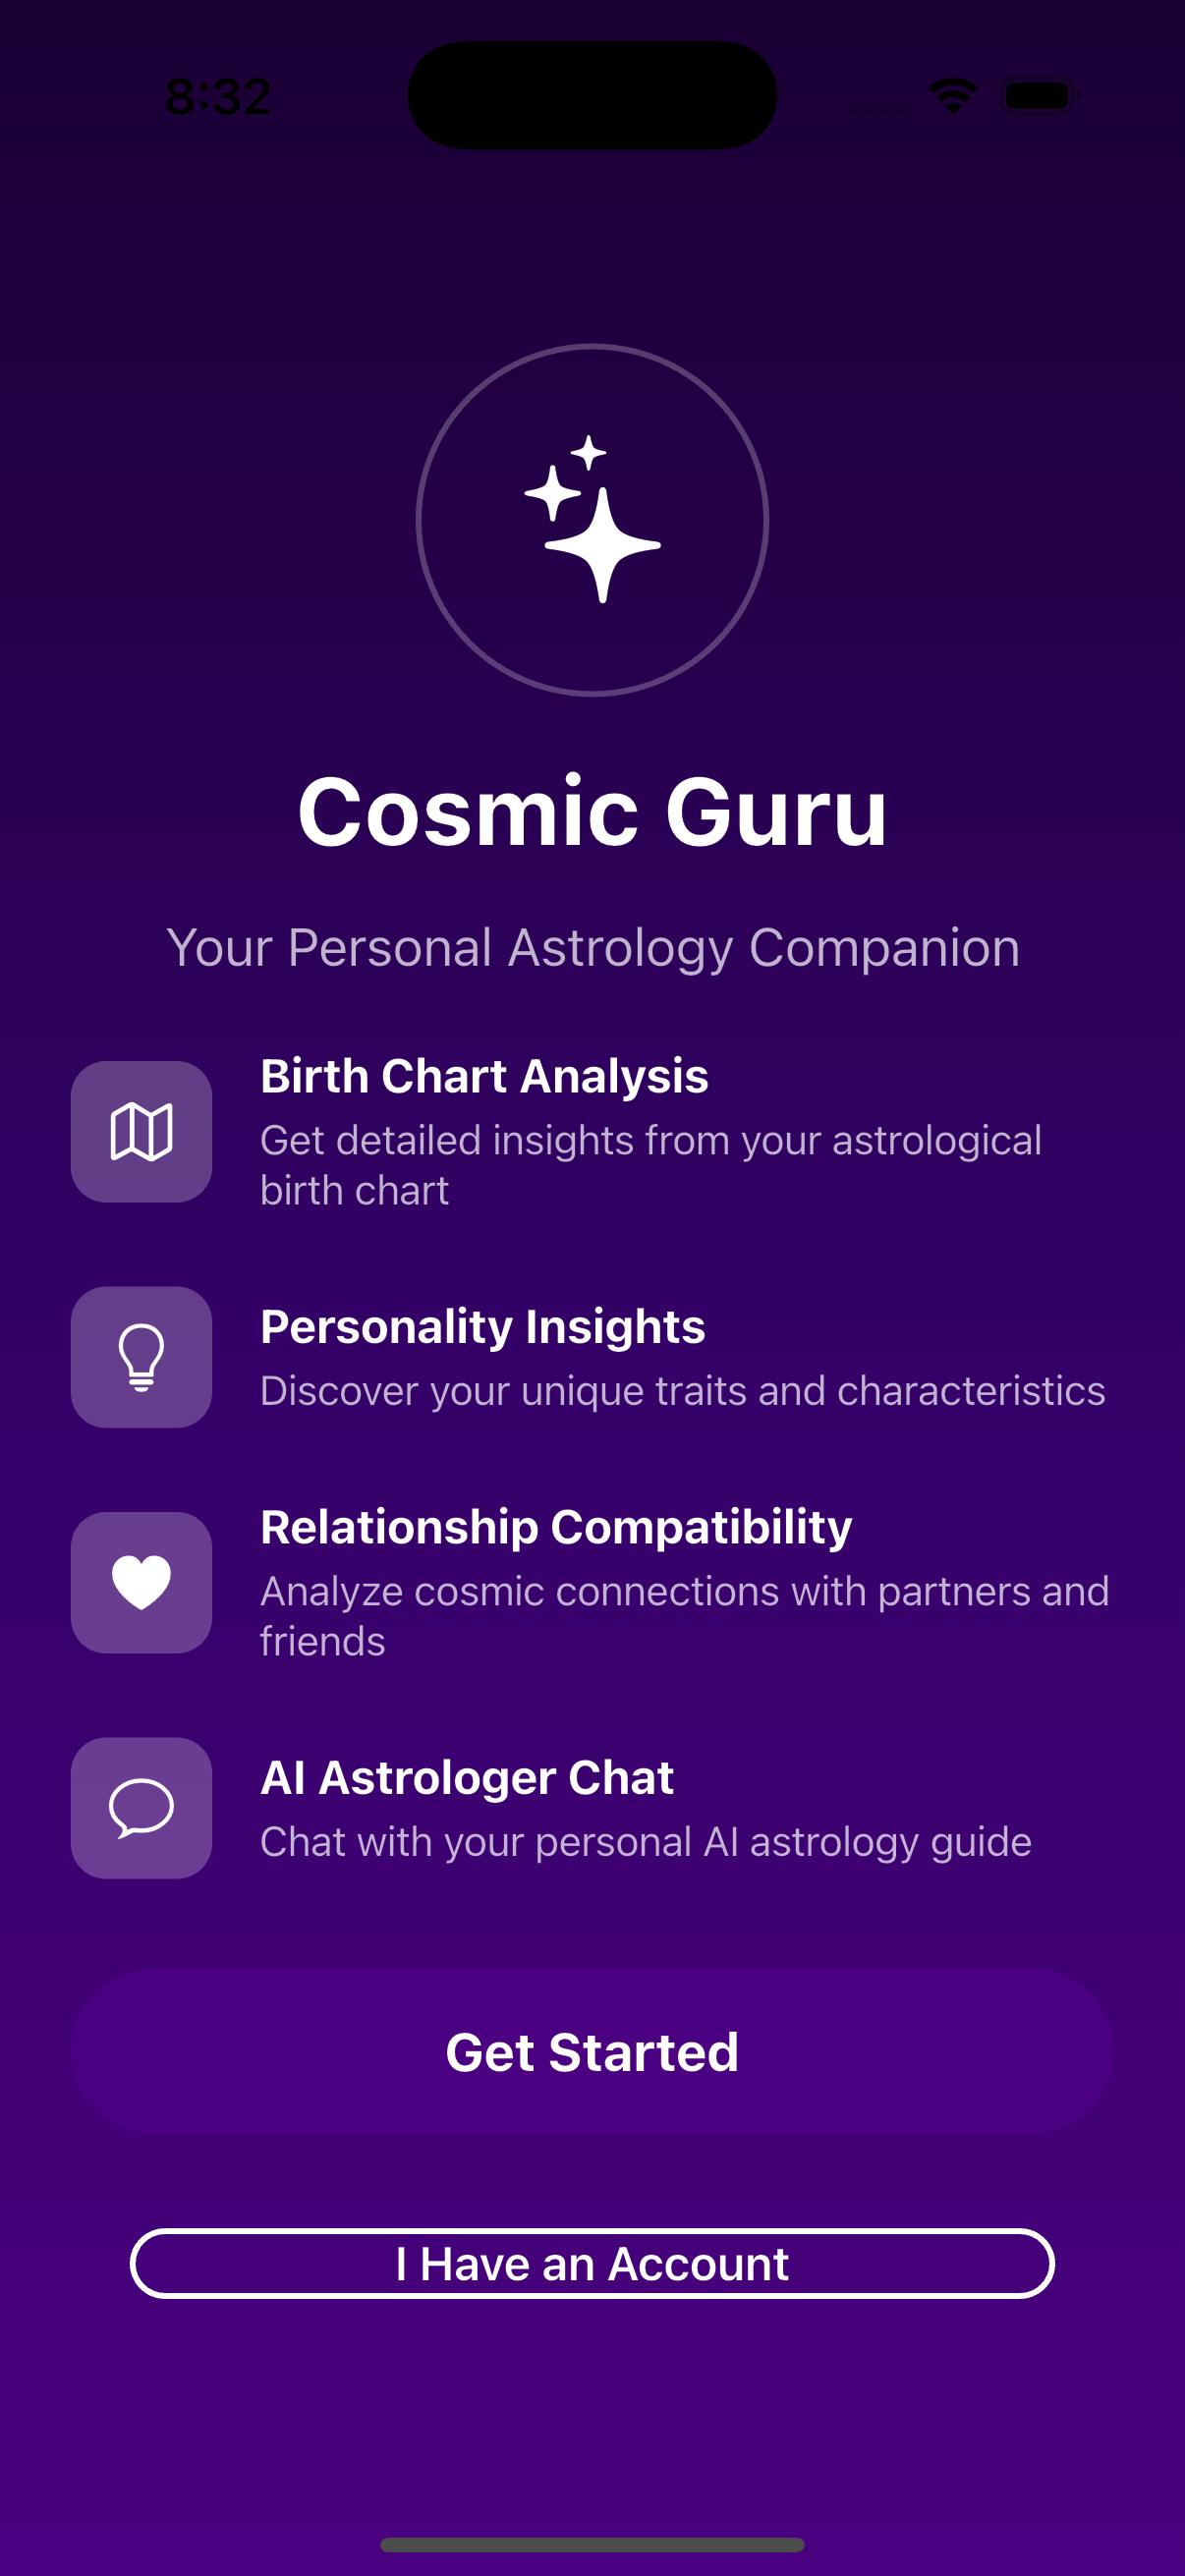 8:32
Cosmic Guru
Your Personal Astrology Companion
Birth Chart Analysis
Get detailed insights from your astrological
birth chart
Personality Insights
Discover your unique traits and characteristics
Relationship Compatibility
Analyze cosmic connections with partners and
friends
AI Astrologer Chat
Chat with your personal AI astrology guide
Get Started
I Have an Account